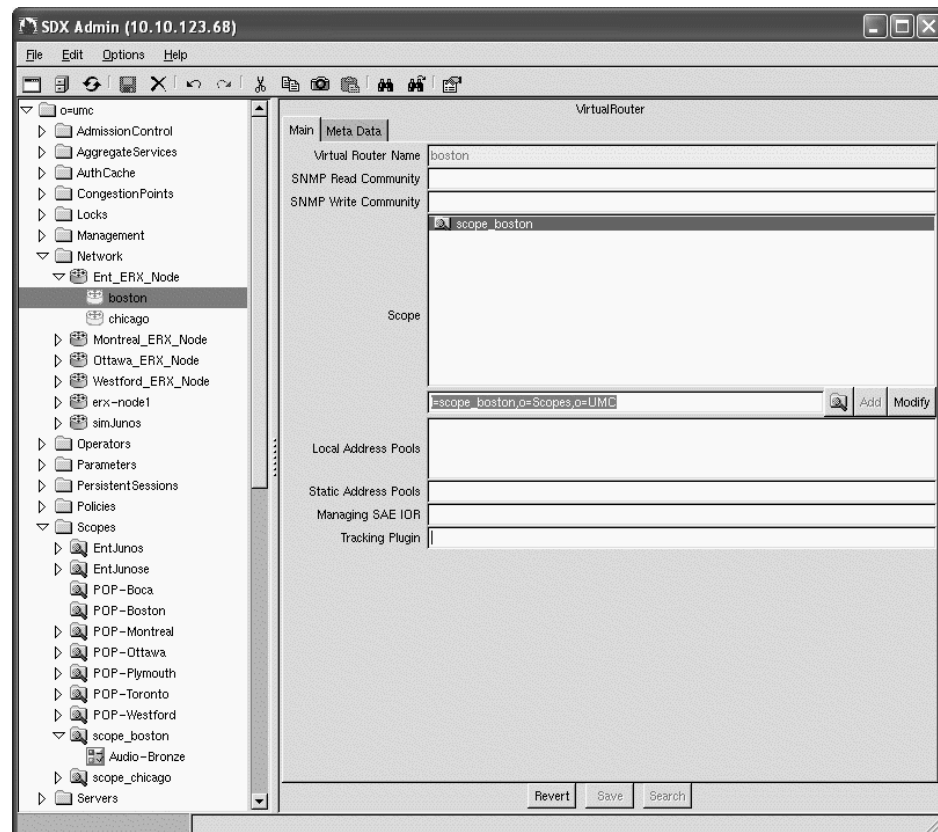 SDX Admin (10.10.123.68)
File Edit Options Help
o=umc
AdmissionControl
AggregateServices
AuthCache
CongestionPoints
Locks
Management
Network
Ent_ERX_Node
boston
chicago
Montreal_ERX_Node
Ottawa_ERX_Node
Westford_ERX_Node
erx-node1
simJunos
Operators
Parameters
PersistentSessions
Policies
Scopes
EntJunos
EntJunose
POP-Boca
POP-Boston
POP-Montreal
POP-Ottawa
POP-Plymouth
POP-Toronto
POP-Westford
scope_boston
Audio-Bronze
scope_chicago
Servers
VirtualRouter
Main Meta Data
Virtual Router Name boston
SNMP Read Community
SNMP Write Community
scope_boston
Scope
l=scope_boston,o=Scopes,o=UMC Add Modify
Local Address Pools
Static Address Pools
Managing SAE IOR
Tracking Plugin
Revert Save Search